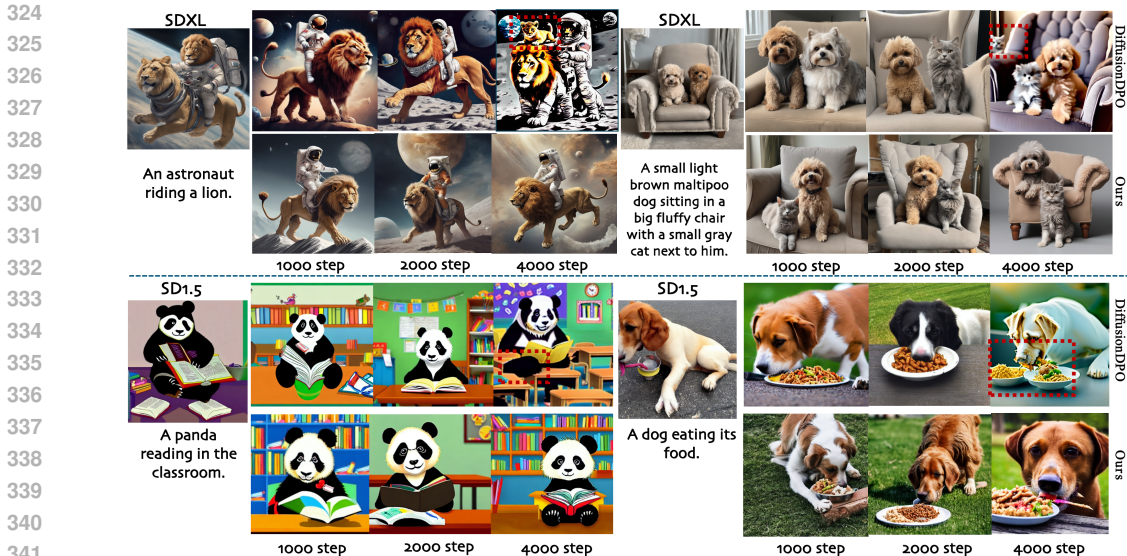 324
325
326
327
328
329
330
331
332
333
334
335
336
337
338
339
340
341
SDXL
An astronaut
riding a lion.
SDXL
A small light
brown maltipoo
dog sitting in a
big fluffy chair
with a small gray
cat next to him.
DiffusionDPO
Ours
1000 step
2000 step
4000 step
1000 step
2000 step
4000 step
SD1.5
A panda
reading in the
classroom.
SD1.5
A dog eating its
food.
DiffusionDPO
Ours
1000 step
2000 step
4000 step
1000 step
2000 step
4000 step